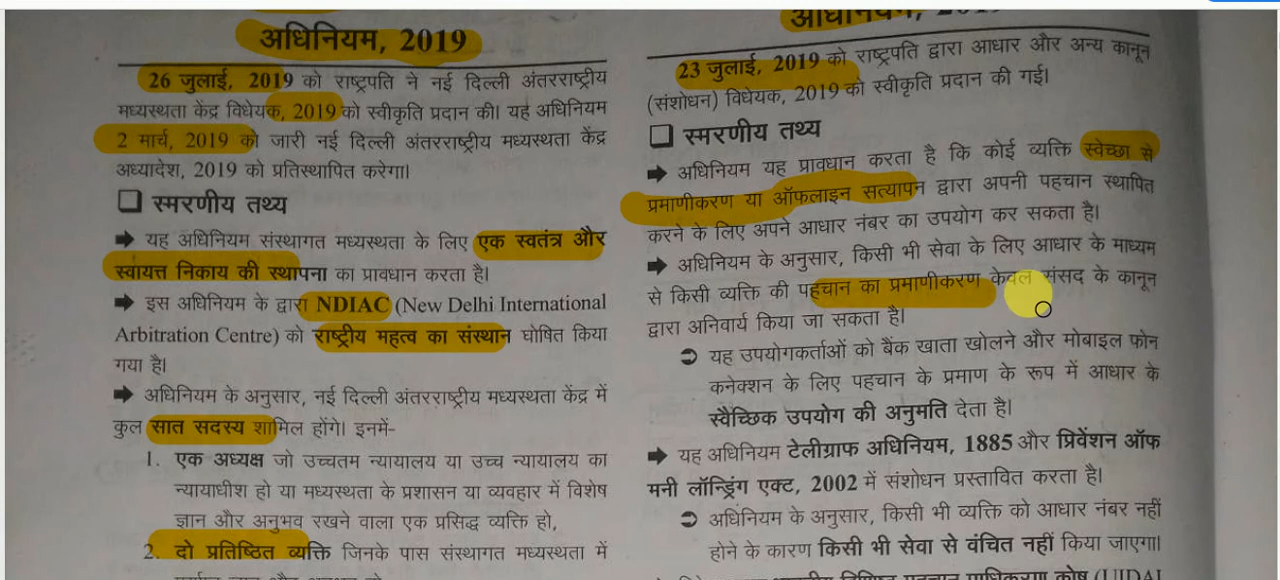 अधिनियम, 2019
26 जुलाई, 2019 को राष्ट्रपति ने नई दिल्ली अंतरराष्ट्रीय
मध्यस्थता केंद्र विधेयक, 2019 को स्वीकृति प्रदान की। यह अधिनियम
2 मार्च, 2019 को जारी नई दिल्ली अंतरराष्ट्रीय मध्यस्थता केंद्र
अध्यादेश, 2019 को प्रतिस्थापित करेगा।
❑ स्मरणीय तथ्य
➡ यह अधिनियम संस्थागत मध्यस्थता के लिए एक स्वतंत्र और
स्वायत्त निकाय की स्थापना का प्रावधान करता है।
➡ इस अधिनियम के द्वारा NDIAC (New Delhi International
Arbitration Centre) को राष्ट्रीय महत्व का संस्थान घोषित किया
गया है।
➡ अधिनियम के अनुसार, नई दिल्ली अंतरराष्ट्रीय मध्यस्थता केंद्र में
कुल सात सदस्य शामिल होंगे। इनमें-
1. एक अध्यक्ष जो उच्चतम न्यायालय या उच्च न्यायालय का
न्यायाधीश हो या मध्यस्थता के प्रशासन या व्यवहार में विशेष
ज्ञान और अनुभव रखने वाला एक प्रसिद्ध व्यक्ति हो,
2. दो प्रतिष्ठित व्यक्ति जिनके पास संस्थागत मध्यस्थता में
23 जुलाई, 2019 को राष्ट्रपति द्वारा आधार और अन्य कानून
(संशोधन) विधेयक, 2019 को स्वीकृति प्रदान की गई।
❑ स्मरणीय तथ्य
➡ अधिनियम यह प्रावधान करता है कि कोई व्यक्ति स्वेच्छा से
प्रमाणीकरण या ऑफलाइन सत्यापन द्वारा अपनी पहचान स्थापित
करने के लिए अपने आधार नंबर का उपयोग कर सकता है।
➡ अधिनियम के अनुसार, किसी भी सेवा के लिए आधार के माध्यम
से किसी व्यक्ति की पहचान का प्रमाणीकरण केवल संसद के कानून
द्वारा अनिवार्य किया जा सकता है।
➲ यह उपयोगकर्ताओं को बैंक खाता खोलने और मोबाइल फोन
कनेक्शन के लिए पहचान के प्रमाण के रूप में आधार के
स्वैच्छिक उपयोग की अनुमति देता है।
➡ यह अधिनियम टेलीग्राफ अधिनियम, 1885 और प्रिवेंशन ऑफ
मनी लॉन्ड्रिंग एक्ट, 2002 में संशोधन प्रस्तावित करता है।
➲ अधिनियम के अनुसार, किसी भी व्यक्ति को आधार नंबर नहीं
होने के कारण किसी भी सेवा से वंचित नहीं किया जाएगा।